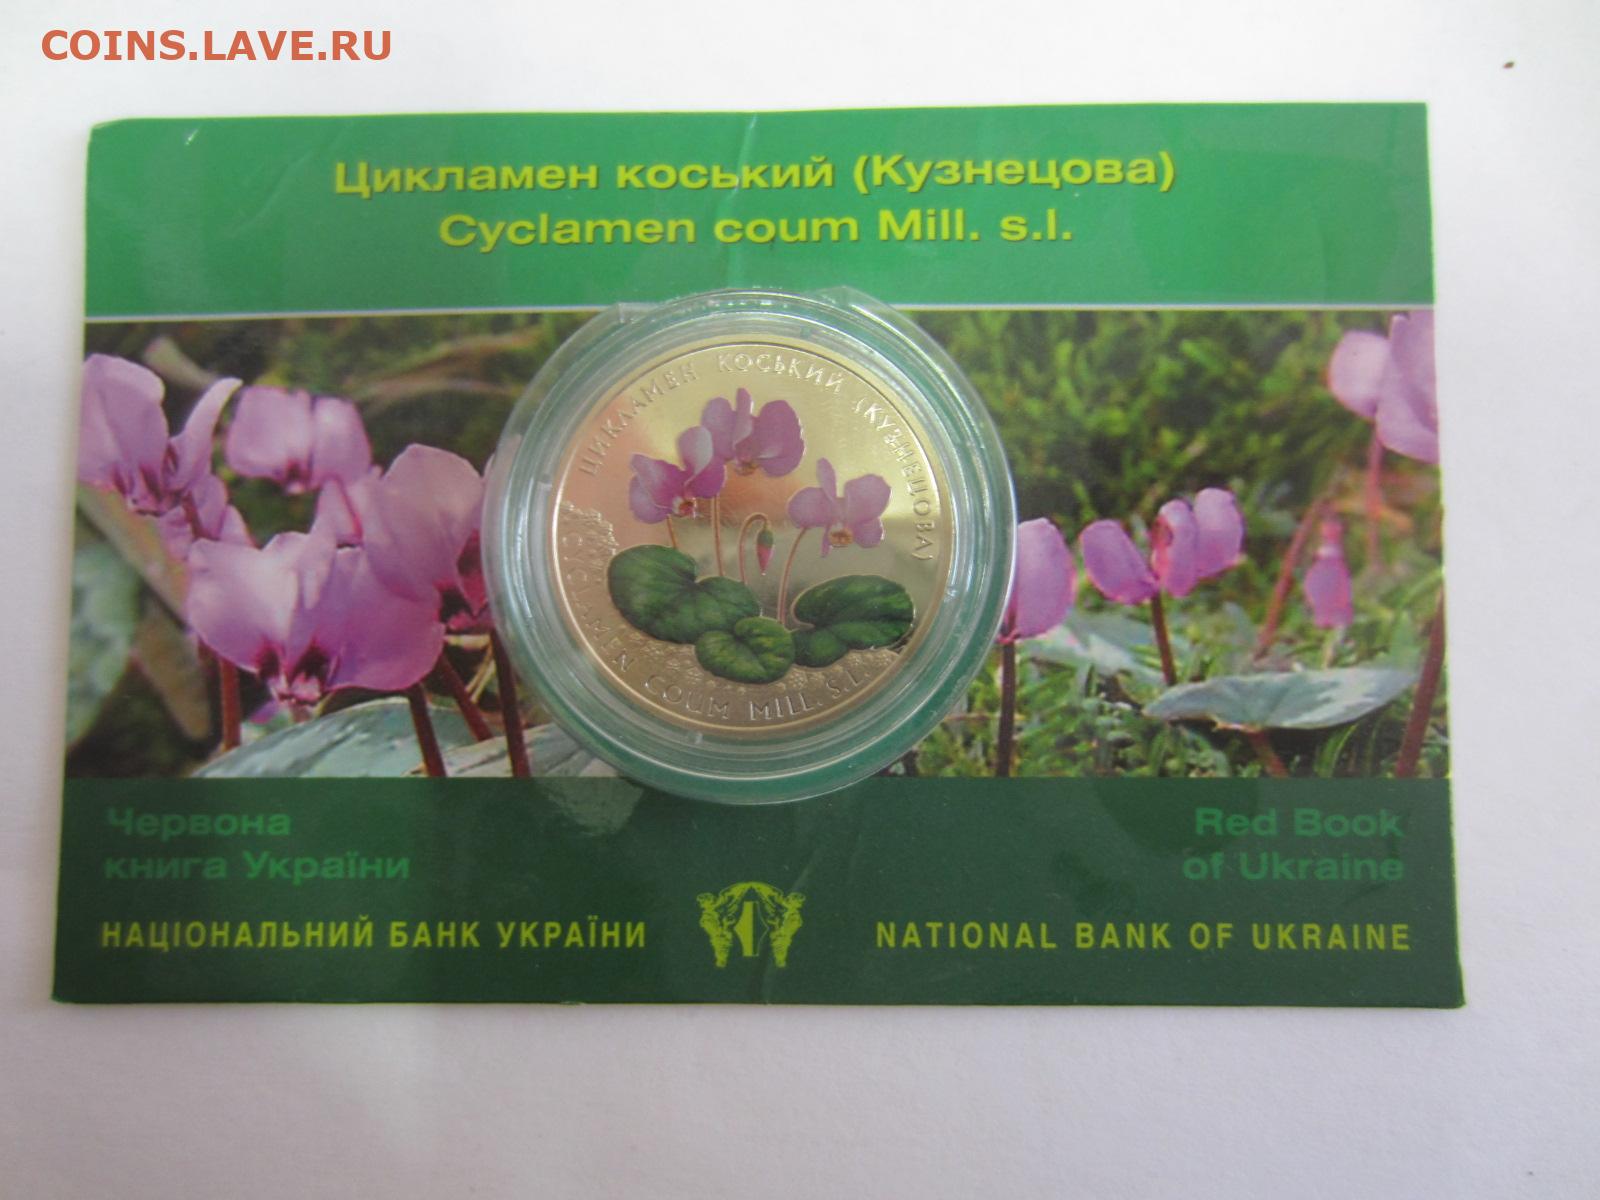 COINS.LAVE.RU
Цикламен коський (Кузнецова)
Cyclamen coum Mill. s.l.
ЦИКЛАМЕН КОСЬКИЙ (КУЗНЕЦОВА)
CYCLAMEN COUM MILL. S.L.
Червона
книга України
Red Book
of Ukraine
НАЦІОНАЛЬНИЙ БАНК УКРАЇНИ
NATIONAL BANK OF UKRAINE